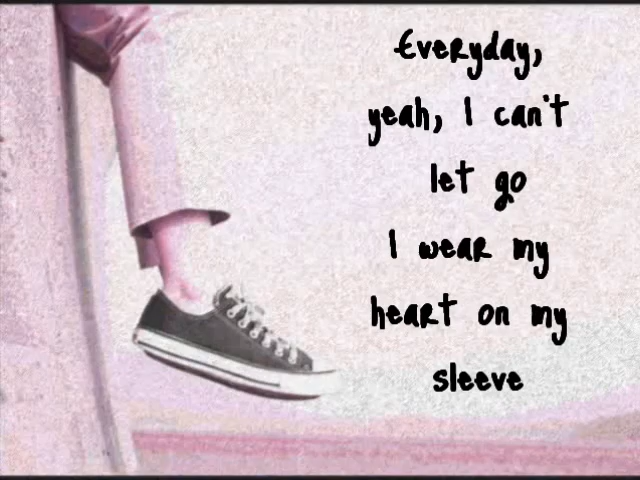 Everyday,
yeah, I can't
let go
I wear my
heart on my
sleeve